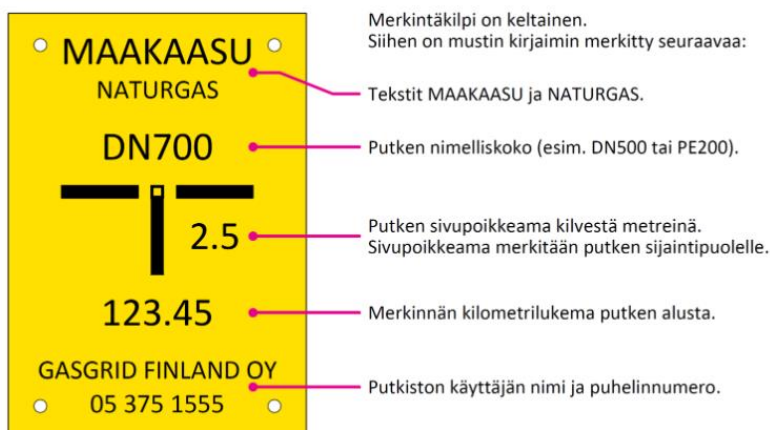 MAAKAASU
NATURGAS
DN700
2.5
123.45
GASGRID FINLAND OY
05 375 1555
Merkintäkilpi on keltainen.
Siihen on mustin kirjaimin merkitty seuraavaa:
Tekstit MAAKAASU ja NATURGAS.
Putken nimelliskoko (esim. DN500 tai PE200).
Putken sivupoikkeama kilvestä metreinä.
Sivupoikkeama merkitään putken sijaintipuolelle.
Merkinnän kilometrilukema putken alusta.
Putkiston käyttäjän nimi ja puhelinnumero.